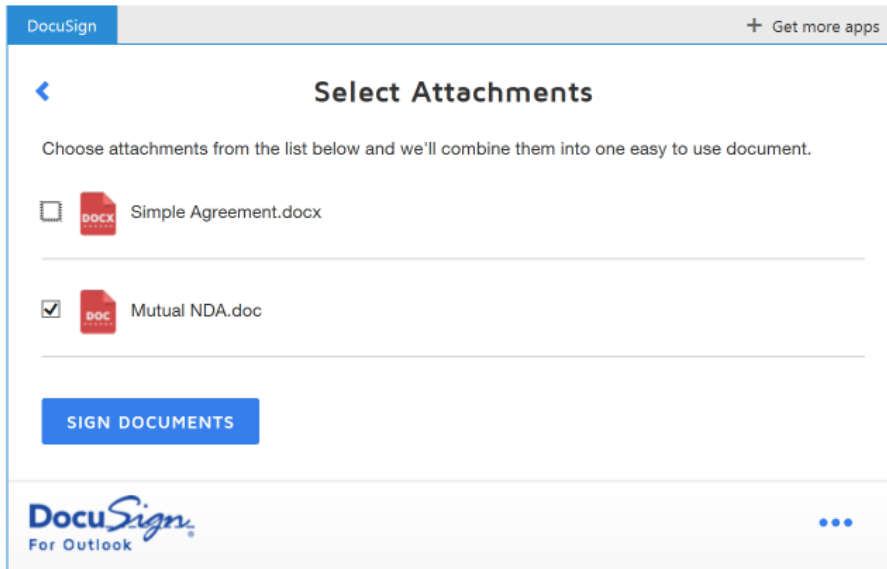 DocuSign
+ Get more apps
Select Attachments
Choose attachments from the list below and we'll combine them into one easy to use document.
DOCX
Simple Agreement.docx
DOC
Mutual NDA.doc
SIGN DOCUMENTS
DocuSign®
For Outlook